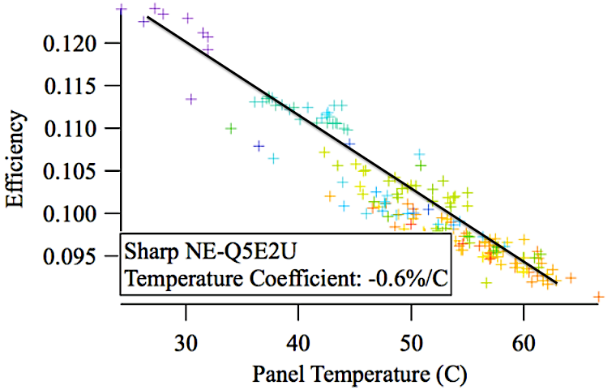 0.120
0.115
0.110
0.105
0.100
0.095
Efficiency
Sharp NE-Q5E2U
Temperature Coefficient: -0.6%/C
30 40 50 60
Panel Temperature (C)